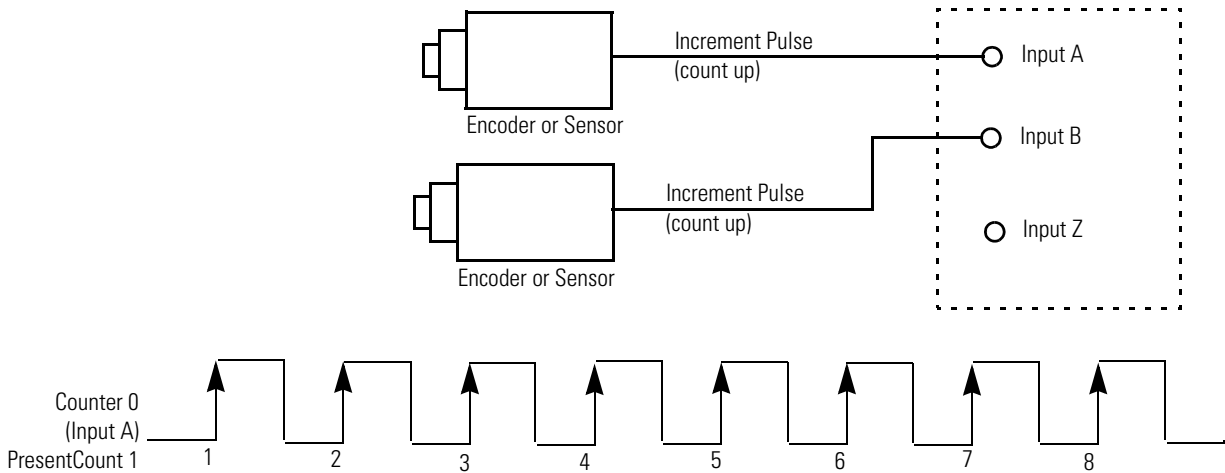 Increment Pulse
(count up)
Input A
Encoder or Sensor
Input B
Increment Pulse
(count up)
Input Z
Encoder or Sensor
Counter 0
(Input A)
PresentCount 1
1 2 3 4 5 6 7 8